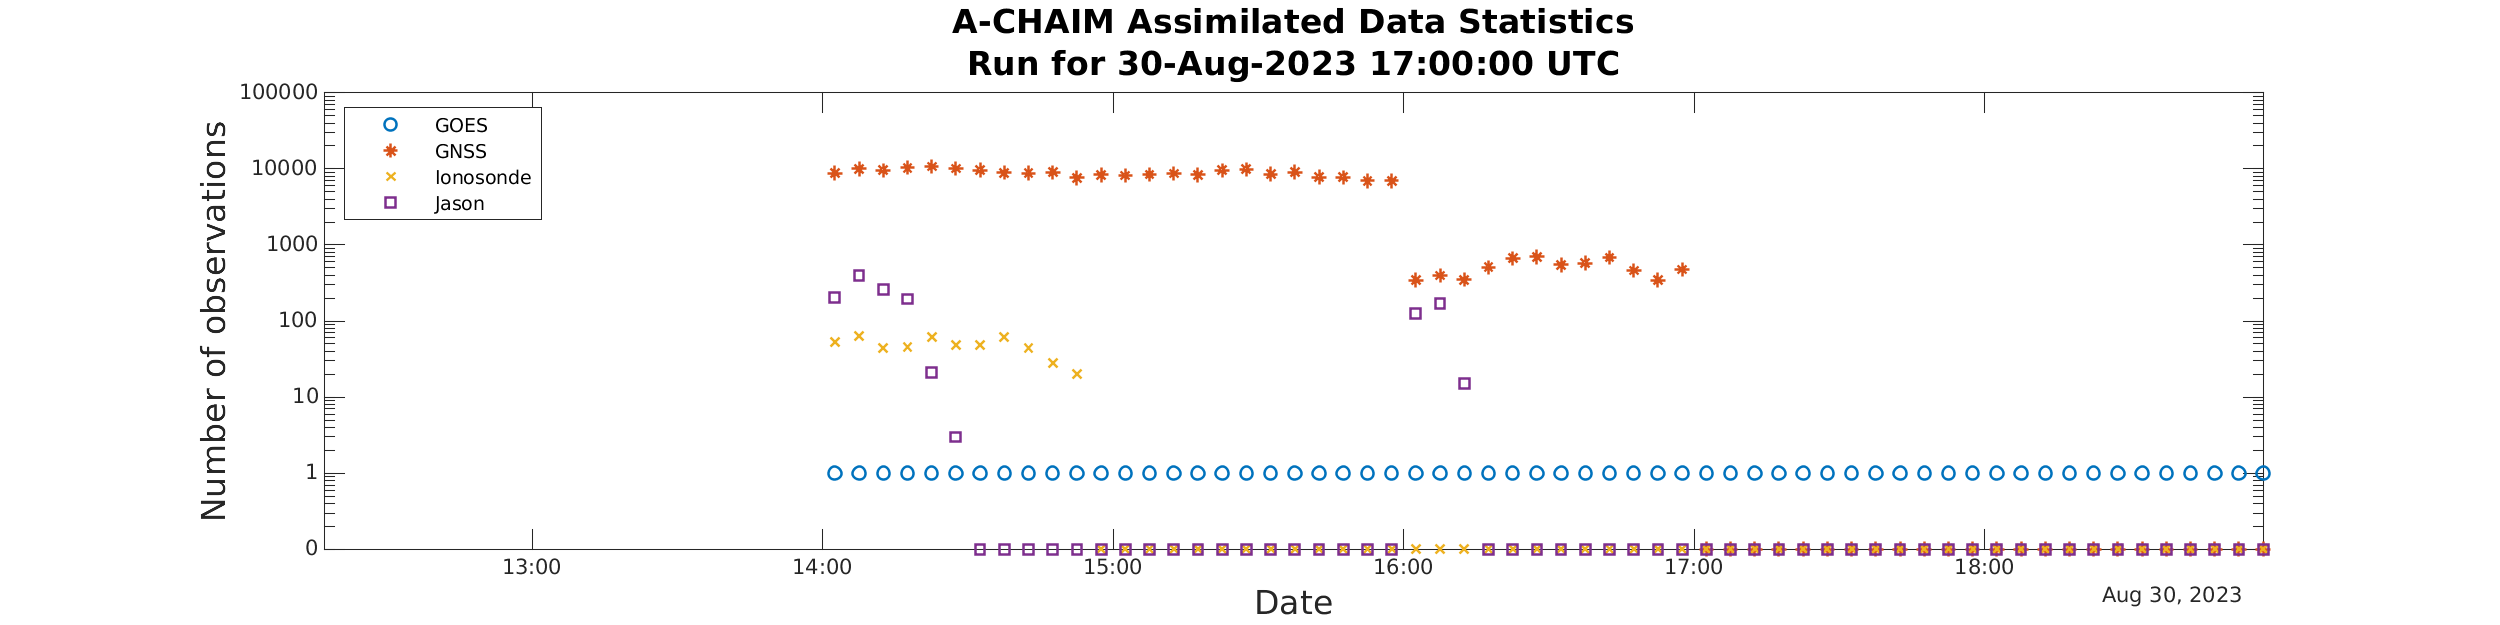 A-CHAIM Assimilated Data Statistics
Run for 30-Aug-2023 17:00:00 UTC
Number of observations
100000
10000
1000
100
10
1
0
GOES
GNSS
Ionosonde
Jason
13:00 14:00 15:00 16:00 17:00 18:00
Date
Aug 30, 2023